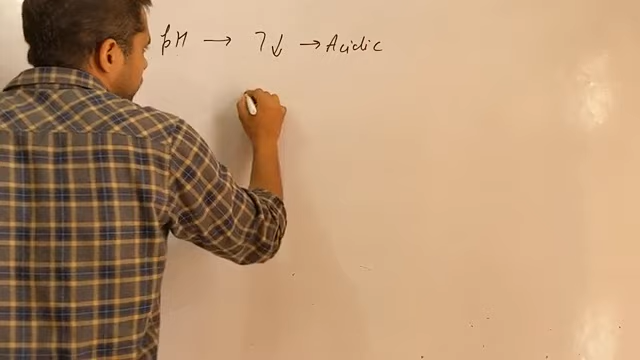 pH → 7↓ → Acidic